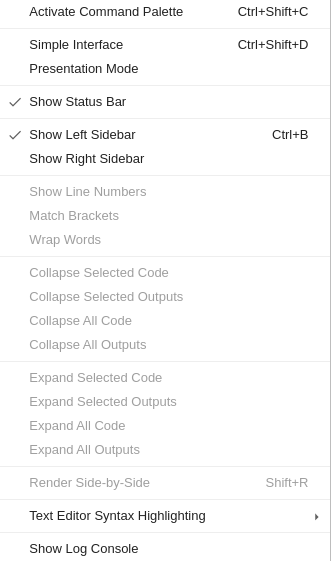 Activate Command Palette Ctrl+Shift+C
Simple Interface Ctrl+Shift+D
Presentation Mode
Show Status Bar
Show Left Sidebar Ctrl+B
Show Right Sidebar
Show Line Numbers
Match Brackets
Wrap Words
Collapse Selected Code
Collapse Selected Outputs
Collapse All Code
Collapse All Outputs
Expand Selected Code
Expand Selected Outputs
Expand All Code
Expand All Outputs
Render Side-by-Side Shift+R
Text Editor Syntax Highlighting
Show Log Console